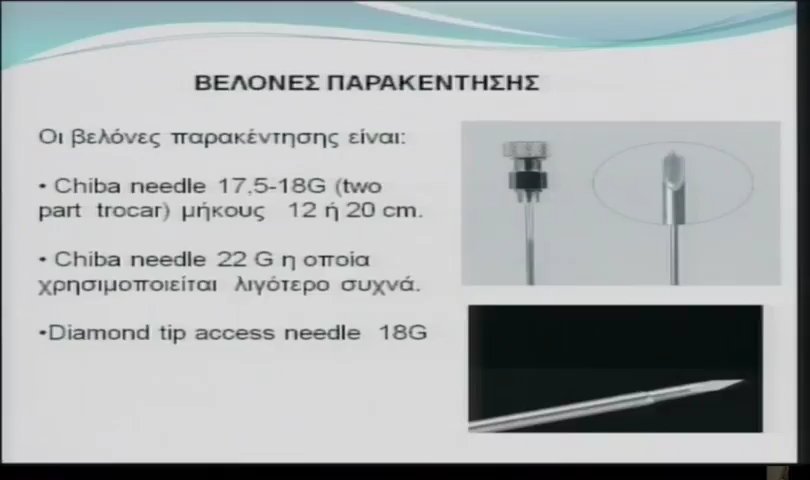 ΒΕΛΟΝΕΣ ΠΑΡΑΚΕΝΤΗΣΗΣ
Οι βελόνες παρακέντησης είναι:
• Chiba needle 17,5-18G (two
part trocar) μήκους 12 ή 20 cm.
• Chiba needle 22 G η οποία
χρησιμοποιείται λιγότερο συχνά.
•Diamond tip access needle 18G